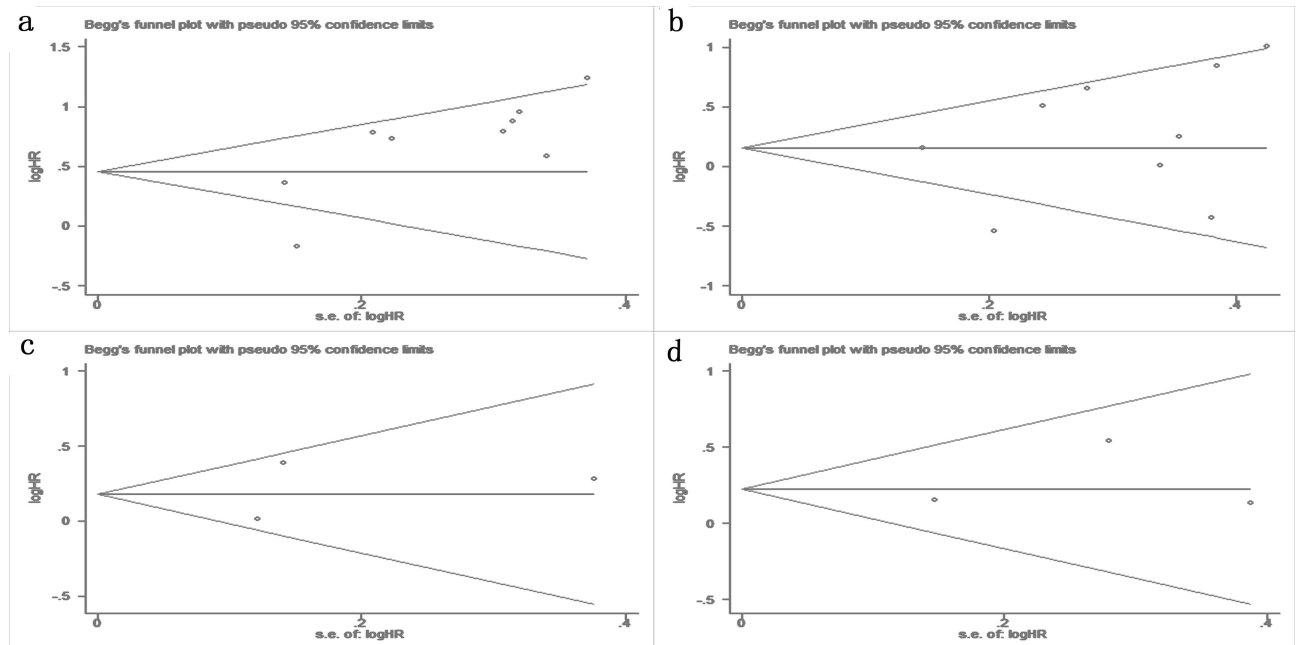 a
Begg's funnel plot with pseudo 95% confidence limits
1.5
1
.5
0
-.5
logHR
0
.2
.4
s.e. of: logHR
b
Begg's funnel plot with pseudo 95% confidence limits
1
.5
0
-.5
-1
logHR
0
.2
.4
s.e. of: logHR
c
Begg's funnel plot with pseudo 95% confidence limits
1
.5
0
-.5
logHR
0
.2
.4
s.e. of: logHR
d
Begg's funnel plot with pseudo 95% confidence limits
1
.5
0
-.5
logHR
0
.2
.4
s.e. of: logHR